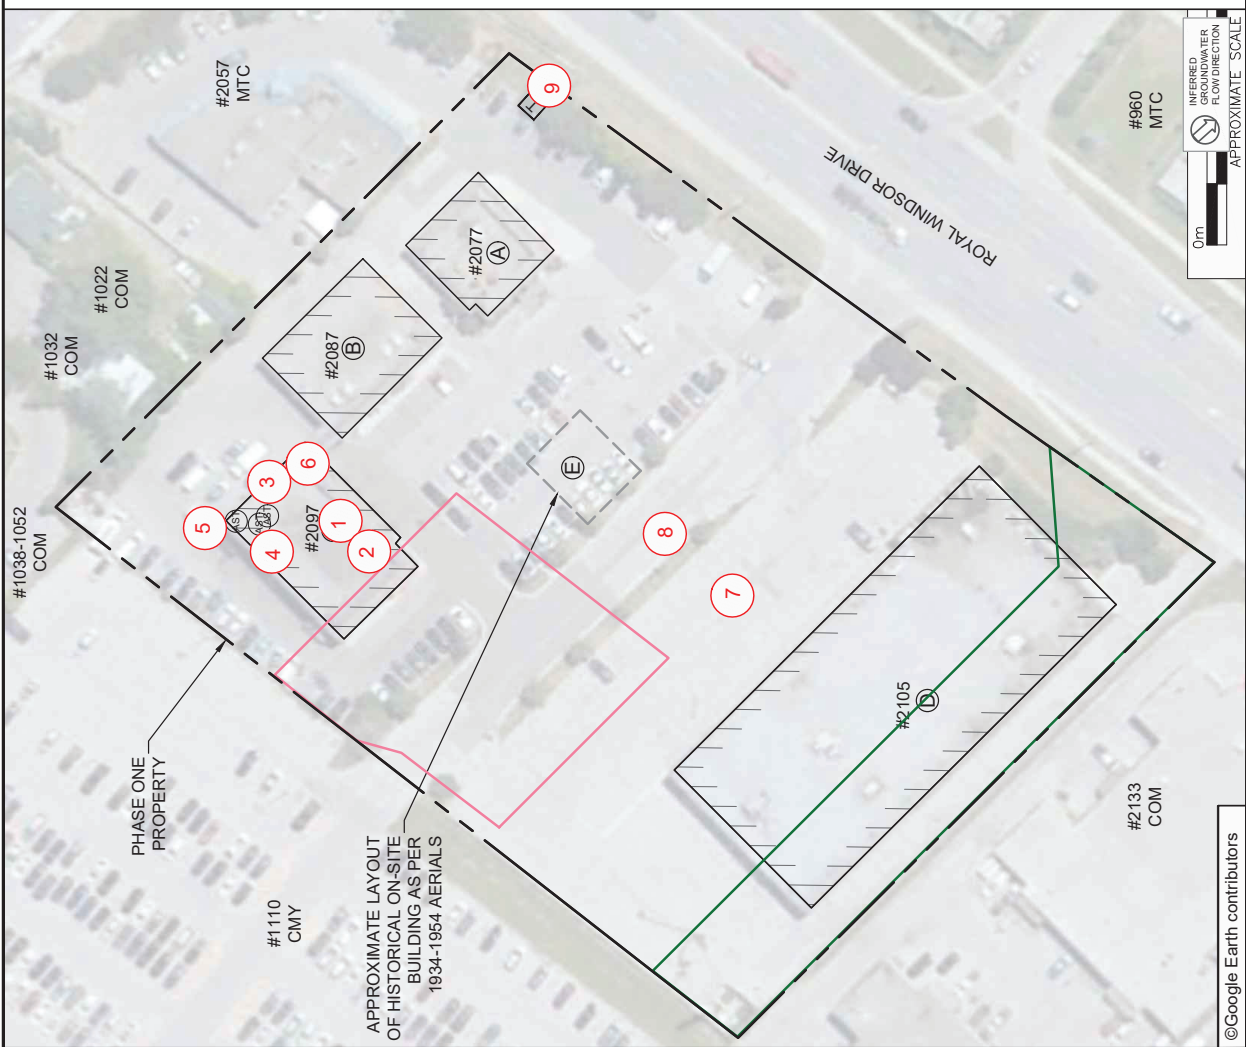 #2057
MTC
#1022
COM
#1032
COM
#1038-1052
COM
#960
MTC
ROYAL WINDSOR DRIVE
INFERRED
GROUNDWATER
FLOW DIRECTION
0m
APPROXIMATE SCALE
T
9
#2077
A
#2087
B
6
3
5
AST
AST
AST
#2097
1
4
2
E
8
7
#2105
D
PHASE ONE
PROPERTY
APPROXIMATE LAYOUT
OF HISTORICAL ON-SITE
BUILDING AS PER
1934-1954 AERIALS
#1110
CMY
#2133
COM
©Google Earth contributors